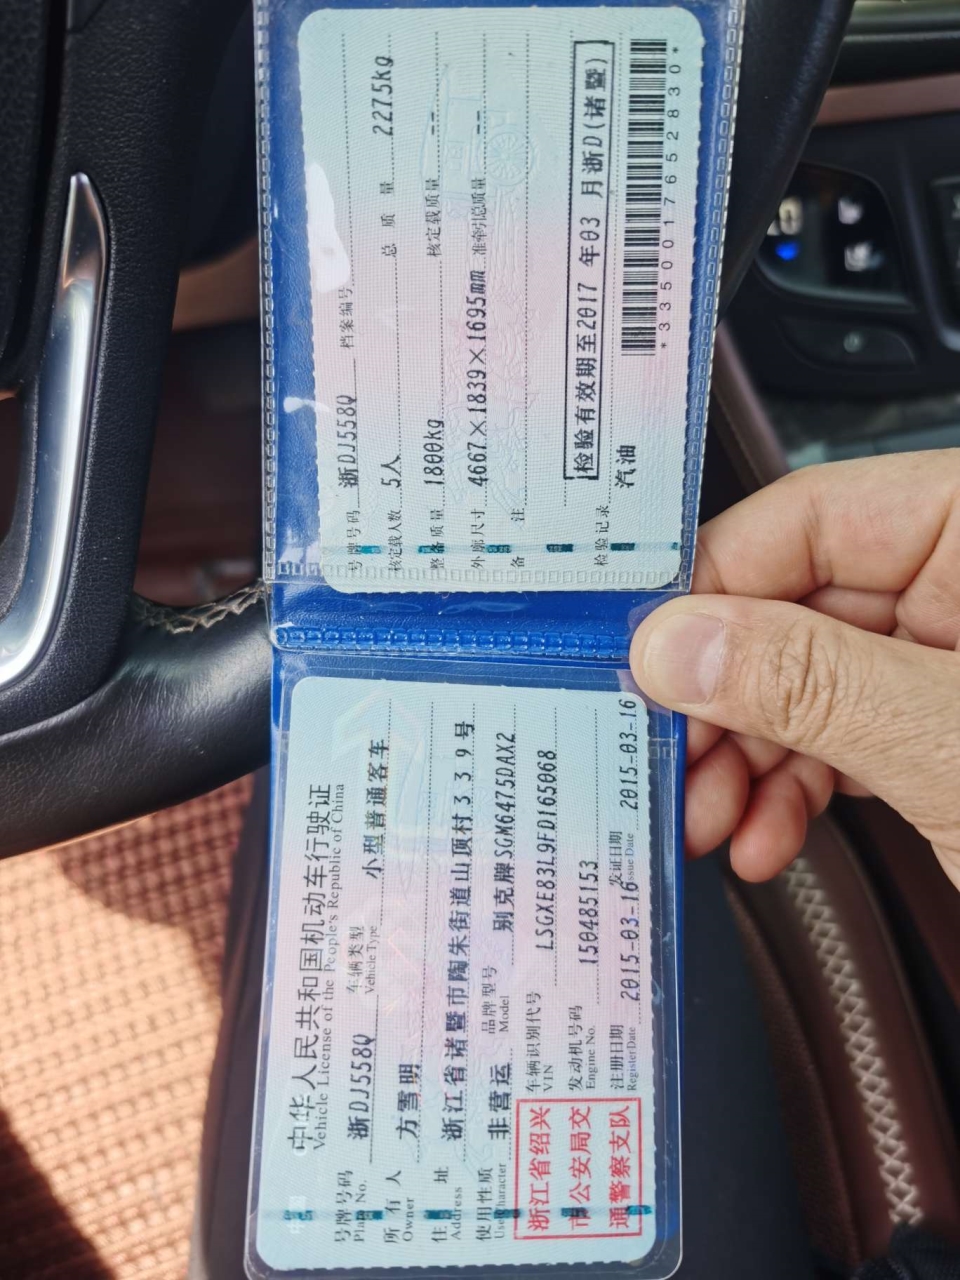 中华人民共和国机动车行驶证
Vehicle License of the People's Republic of China
号牌号码 浙DJ558Q 车辆类型 小型普通客车
Plate No. Vehicle Type
所有人 方雪明
Owner
住址 浙江省诸暨市陶朱街道山顶村339号
Address
使用性质 非营运 品牌型号 别克牌SGM6475DAX2
Use Character Model
浙江省绍兴
市公安局交
通警察支队
车辆识别代号 LSGXE83L9FD165068
VIN
发动机号码 150485153
Engine No.
注册日期 2015-03-16 发证日期 2015-03-16
Register Date Issue Date
号牌号码 浙DJ558Q 档案编号
核定载人数 5人 总质量 2275kg
整备质量 1800kg 核定载质量 --
外廓尺寸 4667×1839×1695mm 准牵引总质量 --
备注
检验有效期至2017年03月浙D(诸暨)
检验记录
汽油
*3350017652830*